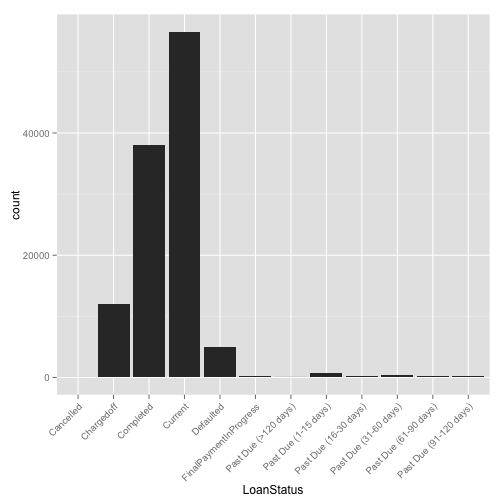 count
40000
20000
0
Cancelled
Chargedoff
Completed
Current
Defaulted
FinalPaymentInProgress
Past Due (>120 days)
Past Due (1-15 days)
Past Due (16-30 days)
Past Due (31-60 days)
Past Due (61-90 days)
Past Due (91-120 days)
LoanStatus